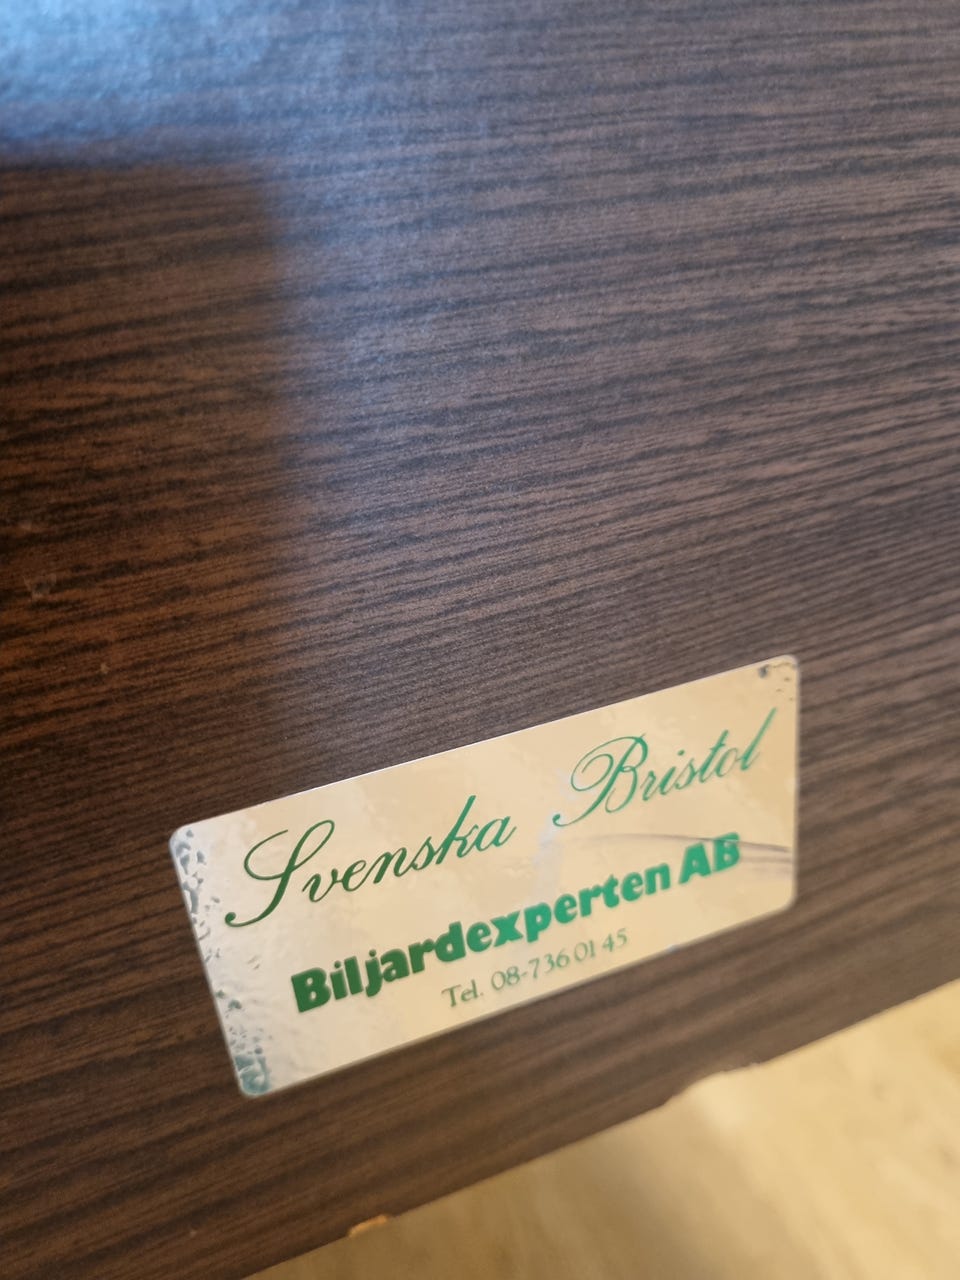 Svenska Bristol
Biljardexperten AB
Tel. 08-736 01 45